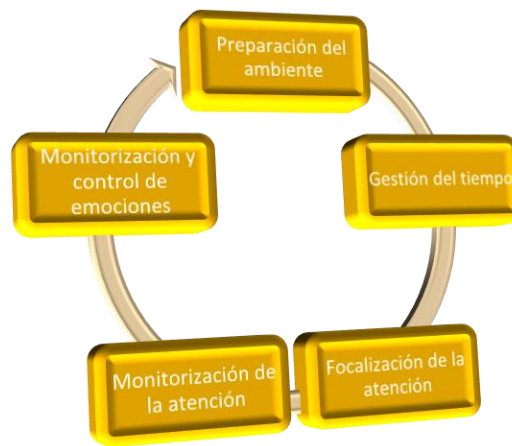 Preparación del
ambiente
Gestión del tiempo
Focalización de la
atención
Monitorización de
la atención
Monitorización y
control de
emociones